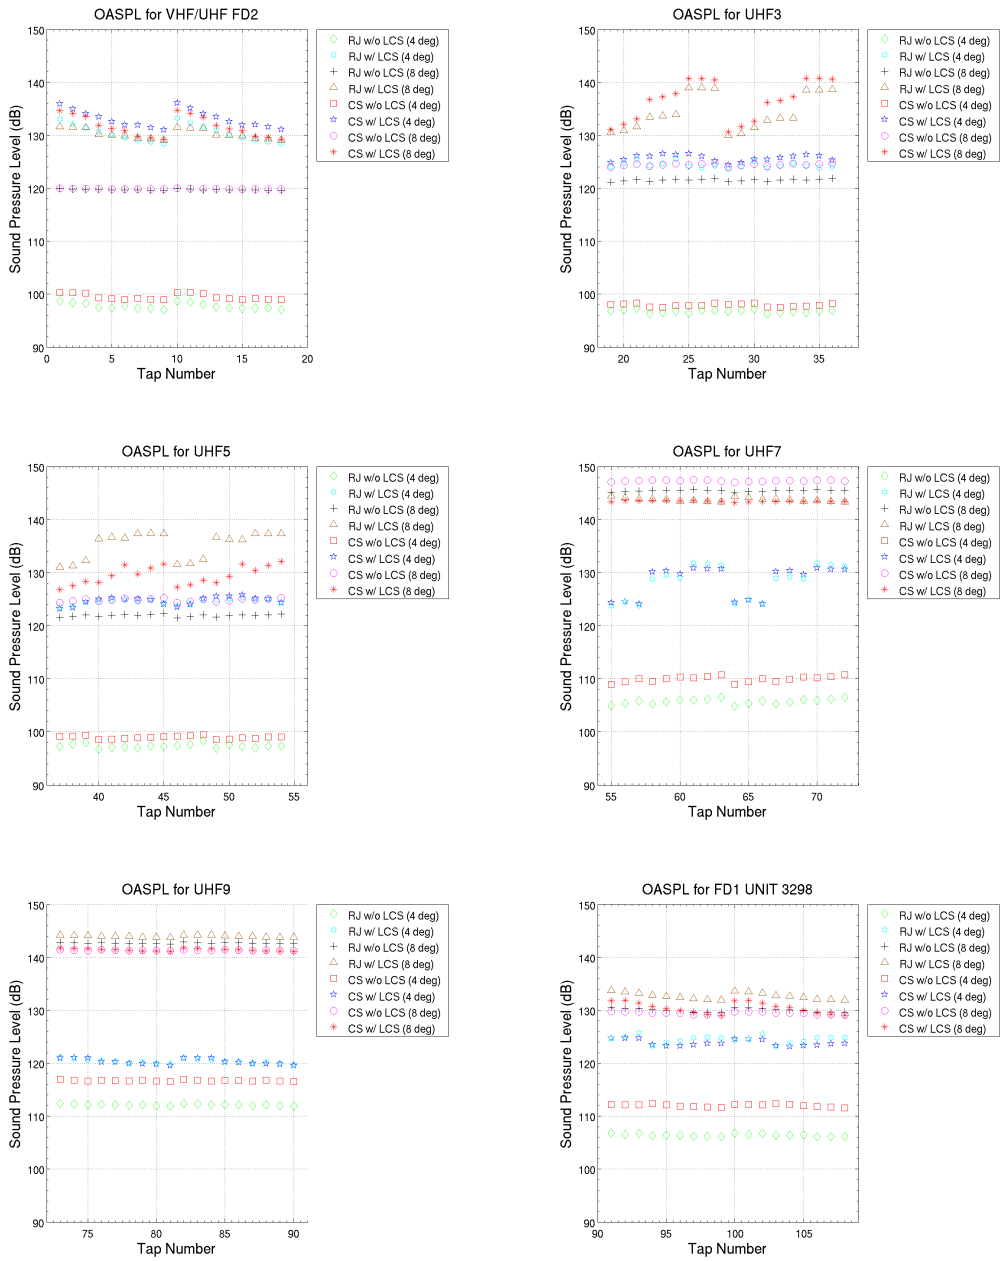 OASPL for VHF/UHF FD2
150
140
130
120
110
100
90
Sound Pressure Level (dB)
0 5 10 15 20
Tap Number
RJ w/o LCS (4 deg)
RJ w/ LCS (4 deg)
RJ w/o LCS (8 deg)
RJ w/ LCS (8 deg)
CS w/o LCS (4 deg)
CS w/ LCS (4 deg)
CS w/o LCS (8 deg)
CS w/ LCS (8 deg)
OASPL for UHF3
150
140
130
120
110
100
90
Sound Pressure Level (dB)
20 25 30 35
Tap Number
RJ w/o LCS (4 deg)
RJ w/ LCS (4 deg)
RJ w/o LCS (8 deg)
RJ w/ LCS (8 deg)
CS w/o LCS (4 deg)
CS w/ LCS (4 deg)
CS w/o LCS (8 deg)
CS w/ LCS (8 deg)
OASPL for UHF5
150
140
130
120
110
100
90
Sound Pressure Level (dB)
40 45 50 55
Tap Number
RJ w/o LCS (4 deg)
RJ w/ LCS (4 deg)
RJ w/o LCS (8 deg)
RJ w/ LCS (8 deg)
CS w/o LCS (4 deg)
CS w/ LCS (4 deg)
CS w/o LCS (8 deg)
CS w/ LCS (8 deg)
OASPL for UHF7
150
140
130
120
110
100
90
Sound Pressure Level (dB)
55 60 65 70
Tap Number
RJ w/o LCS (4 deg)
RJ w/ LCS (4 deg)
RJ w/o LCS (8 deg)
RJ w/ LCS (8 deg)
CS w/o LCS (4 deg)
CS w/ LCS (4 deg)
CS w/o LCS (8 deg)
CS w/ LCS (8 deg)
OASPL for UHF9
150
140
130
120
110
100
90
Sound Pressure Level (dB)
75 80 85 90
Tap Number
RJ w/o LCS (4 deg)
RJ w/ LCS (4 deg)
RJ w/o LCS (8 deg)
RJ w/ LCS (8 deg)
CS w/o LCS (4 deg)
CS w/ LCS (4 deg)
CS w/o LCS (8 deg)
CS w/ LCS (8 deg)
OASPL for FD1 UNIT 3298
150
140
130
120
110
100
90
Sound Pressure Level (dB)
90 95 100 105
Tap Number
RJ w/o LCS (4 deg)
RJ w/ LCS (4 deg)
RJ w/o LCS (8 deg)
RJ w/ LCS (8 deg)
CS w/o LCS (4 deg)
CS w/ LCS (4 deg)
CS w/o LCS (8 deg)
CS w/ LCS (8 deg)